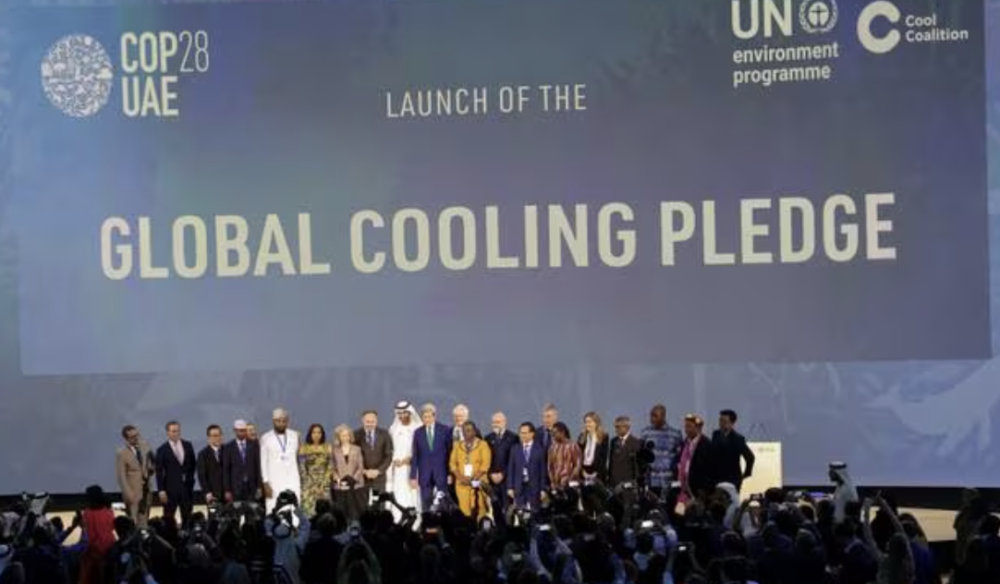 COP28
UAE
UN
environment
programme
Cool
Coalition
LAUNCH OF THE
GLOBAL COOLING PLEDGE